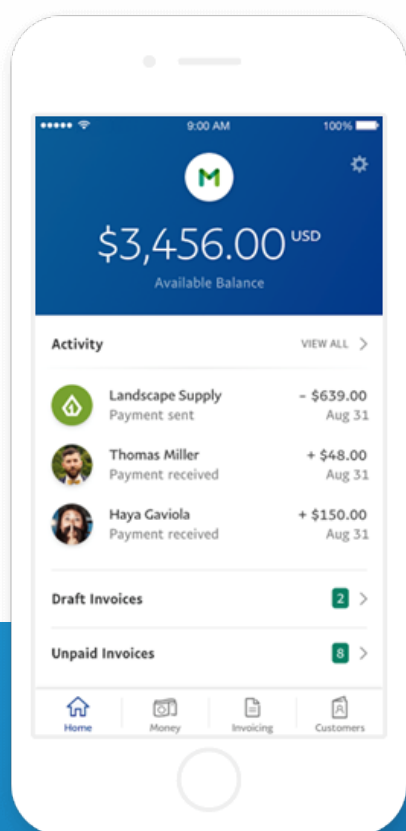 9:00 AM 100%
M
$3,456.00 USD
Available Balance
Activity VIEW ALL
Landscape Supply - $639.00
Payment sent Aug 31
Thomas Miller + $48.00
Payment received Aug 31
Haya Gaviola + $150.00
Payment received Aug 31
Draft Invoices 2
Unpaid Invoices 8
Home Money Invoicing Customers